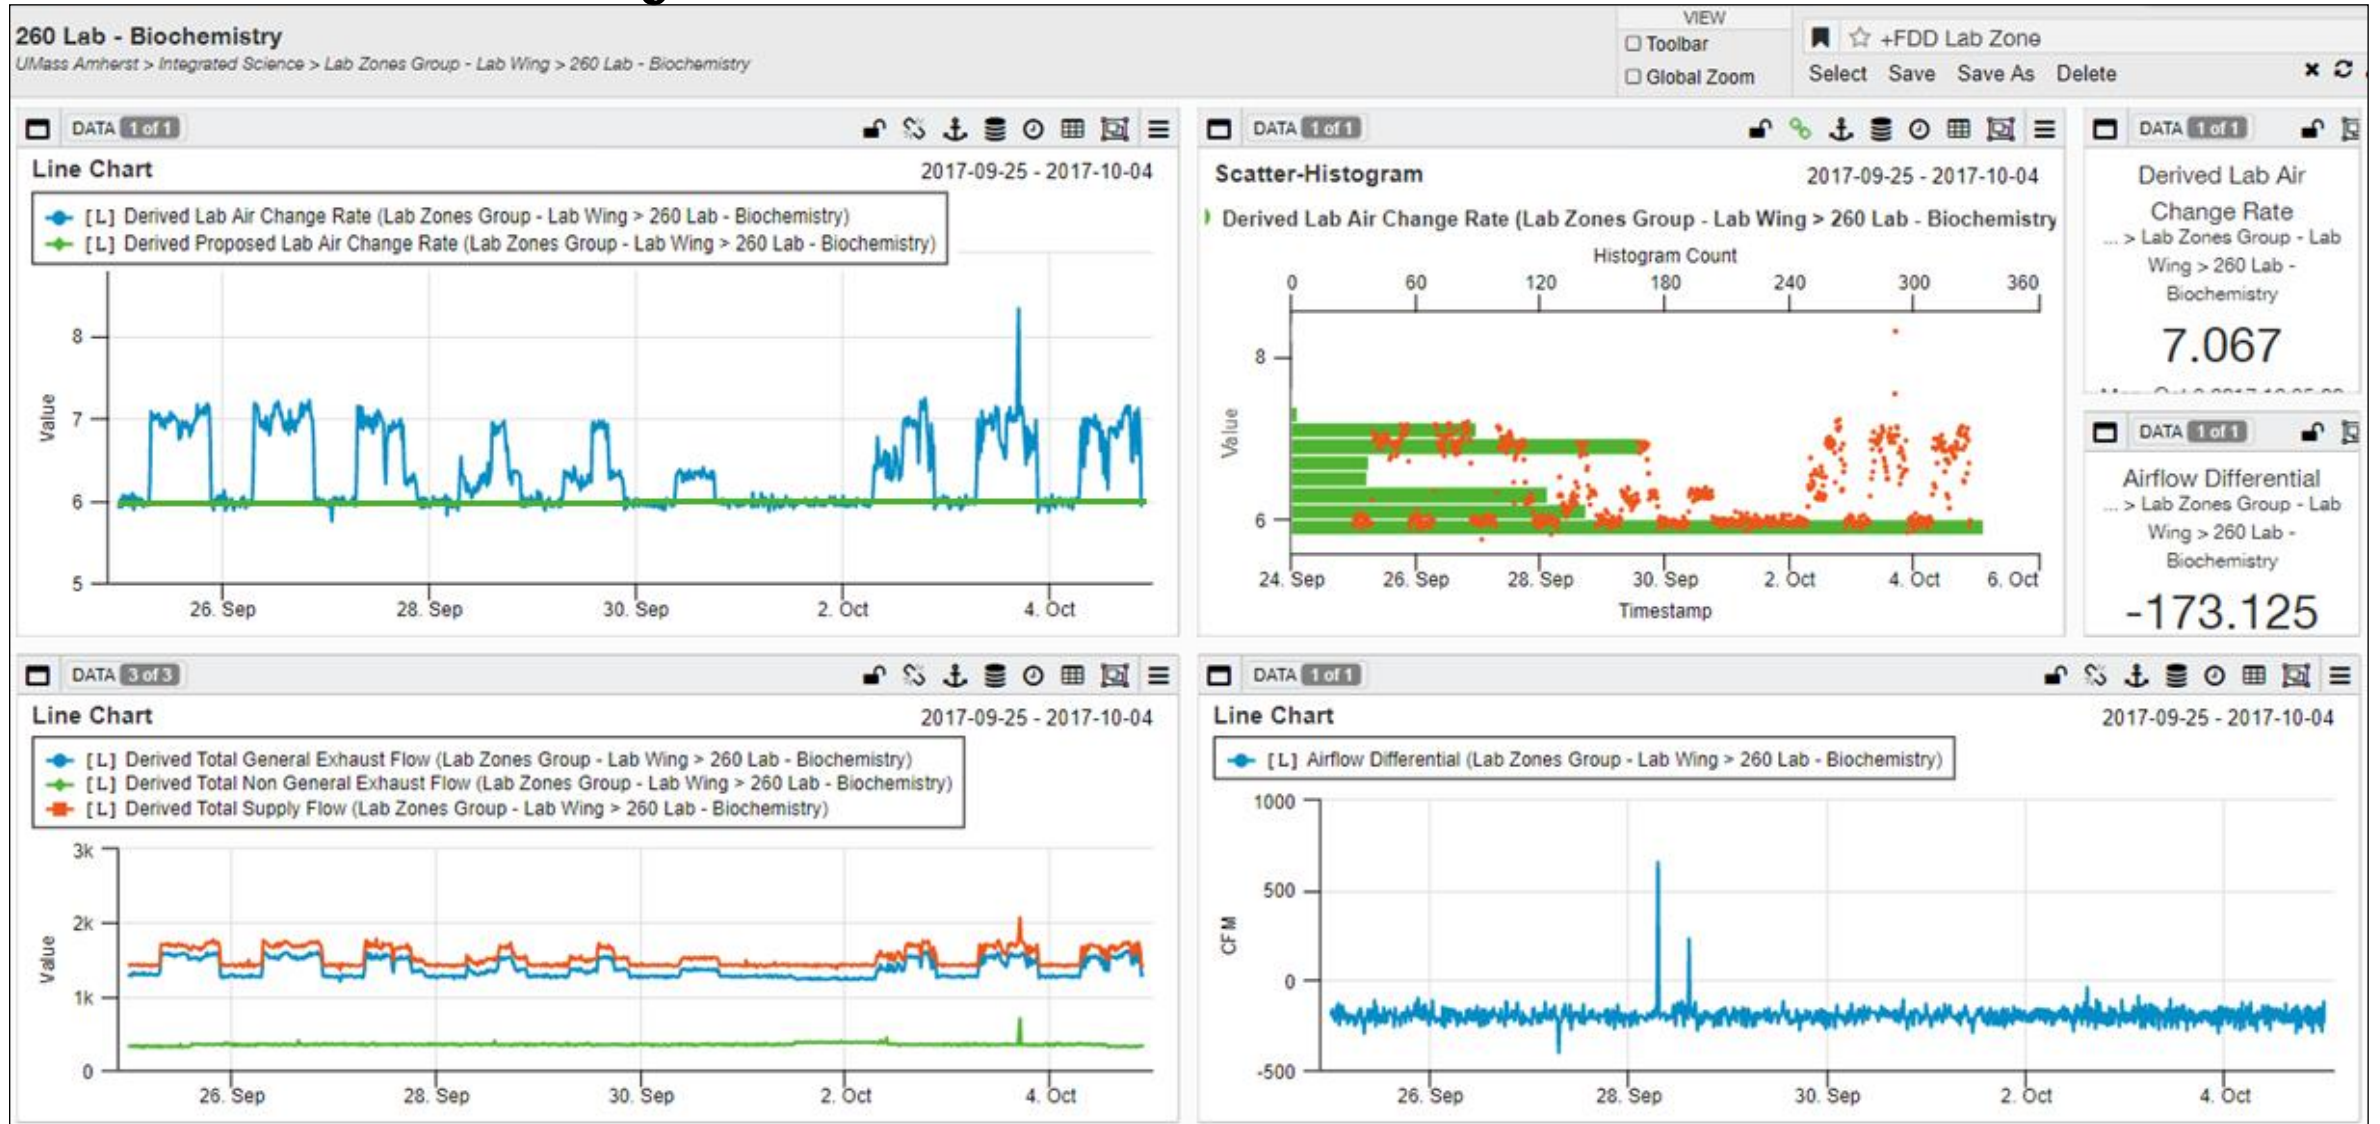 260 Lab - Biochemistry
UMass Amherst > Integrated Science > Lab Zones Group - Lab Wing > 260 Lab - Biochemistry
VIEW
Toolbar
Global Zoom
+FDD Lab Zone
Select Save Save As Delete
DATA 1 of 1
Line Chart
2017-09-25 - 2017-10-04
[L] Derived Lab Air Change Rate (Lab Zones Group - Lab Wing > 260 Lab - Biochemistry)
[L] Derived Proposed Lab Air Change Rate (Lab Zones Group - Lab Wing > 260 Lab - Biochemistry)
Value
8
7
6
5
26. Sep 28. Sep 30. Sep 2. Oct 4. Oct
DATA 1 of 1
Scatter-Histogram
2017-09-25 - 2017-10-04
Derived Lab Air Change Rate (Lab Zones Group - Lab Wing > 260 Lab - Biochemistry
Histogram Count
0 60 120 180 240 300 360
Value
8
6
24. Sep 26. Sep 28. Sep 30. Sep 2. Oct 4. Oct 6. Oct
Timestamp
DATA 1 of 1
Derived Lab Air
Change Rate
... > Lab Zones Group - Lab
Wing > 260 Lab -
Biochemistry
7.067
DATA 1 of 1
Airflow Differential
... > Lab Zones Group - Lab
Wing > 260 Lab -
Biochemistry
-173.125
DATA 3 of 3
Line Chart
2017-09-25 - 2017-10-04
[L] Derived Total General Exhaust Flow (Lab Zones Group - Lab Wing > 260 Lab - Biochemistry)
[L] Derived Total Non General Exhaust Flow (Lab Zones Group - Lab Wing > 260 Lab - Biochemistry)
[L] Derived Total Supply Flow (Lab Zones Group - Lab Wing > 260 Lab - Biochemistry)
Value
3k
2k
1k
0
26. Sep 28. Sep 30. Sep 2. Oct 4. Oct
DATA 1 of 1
Line Chart
2017-09-25 - 2017-10-04
[L] Airflow Differential (Lab Zones Group - Lab Wing > 260 Lab - Biochemistry)
CFM
1000
500
0
-500
26. Sep 28. Sep 30. Sep 2. Oct 4. Oct